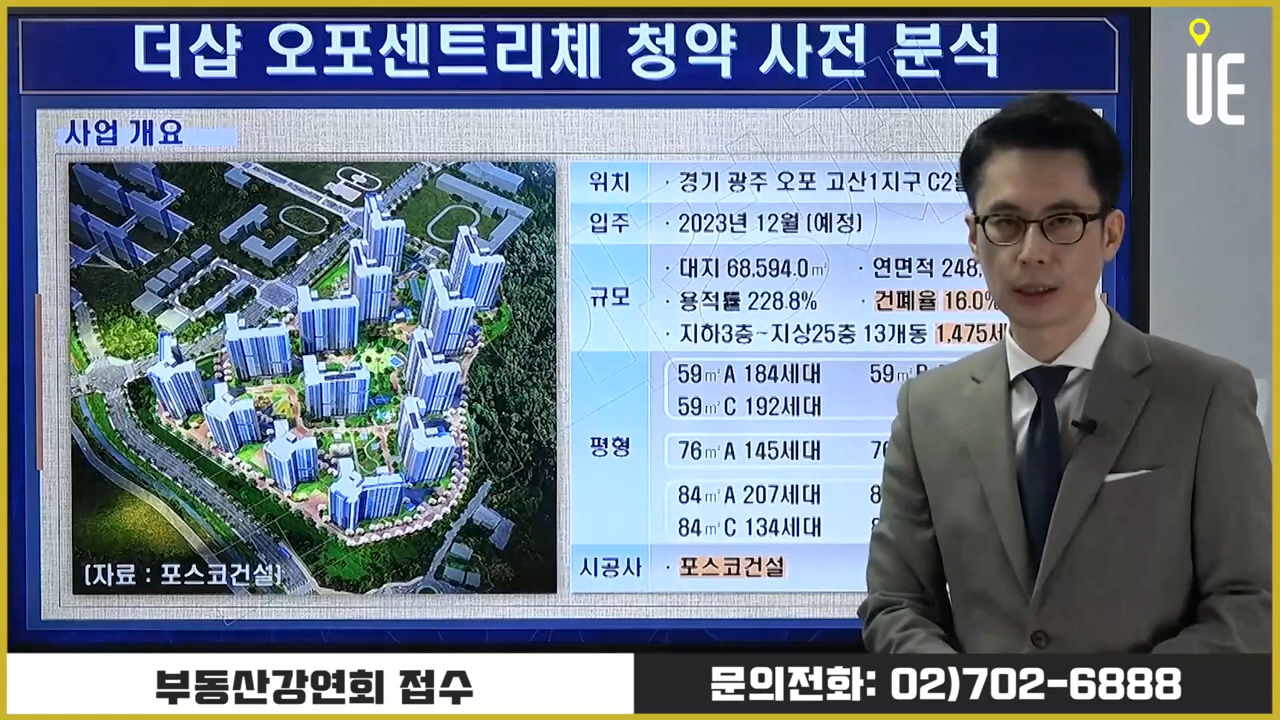 더샵 오포센트리체 청약 사전 분석
UE
사업 개요
위치 · 경기 광주 오포 고산1지구
입주 · 2023년 12월 (예정)
규모 · 대지 68,594.0㎡ · 연면적 248,
· 용적률 228.8% · 건폐율 16.0%
· 지하3층~지상25층 13개동 1,475세
평형 59㎡A 184세대 59㎡B
59㎡C 192세대
76㎡A 145세대
84㎡A 207세대
84㎡C 134세대
시공사 · 포스코건설
[자료 : 포스코건설]
부동산강연회 접수
문의전화: 02)702-6888